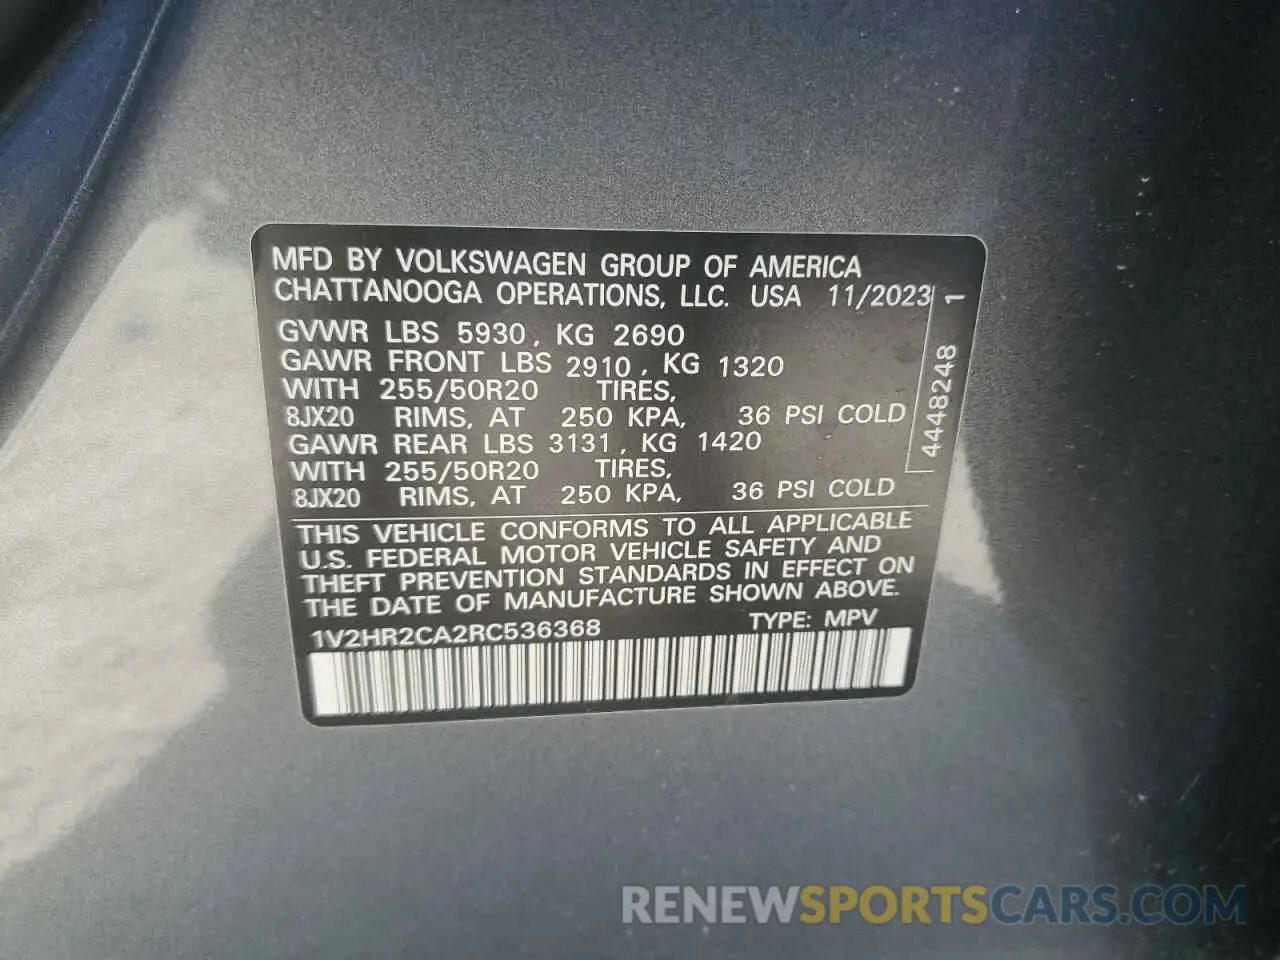 MFD BY VOLKSWAGEN GROUP OF AMERICA
CHATTANOOGA OPERATIONS, LLC. USA 11/2023
GVWR LBS 5930, KG 2690
GAWR FRONT LBS 2910, KG 1320
WITH 255/50R20 TIRES,
8JX20 RIMS, AT 250 KPA, 36 PSI COLD
GAWR REAR LBS 3131, KG 1420
WITH 255/50R20 TIRES,
8JX20 RIMS, AT 250 KPA, 36 PSI COLD
THIS VEHICLE CONFORMS TO ALL APPLICABLE
U.S. FEDERAL MOTOR VEHICLE SAFETY AND
THEFT PREVENTION STANDARDS IN EFFECT ON
THE DATE OF MANUFACTURE SHOWN ABOVE.
1V2HR2CA2RC536368 TYPE: MPV
4448248 1
RENEWSPORTSCARS.COM